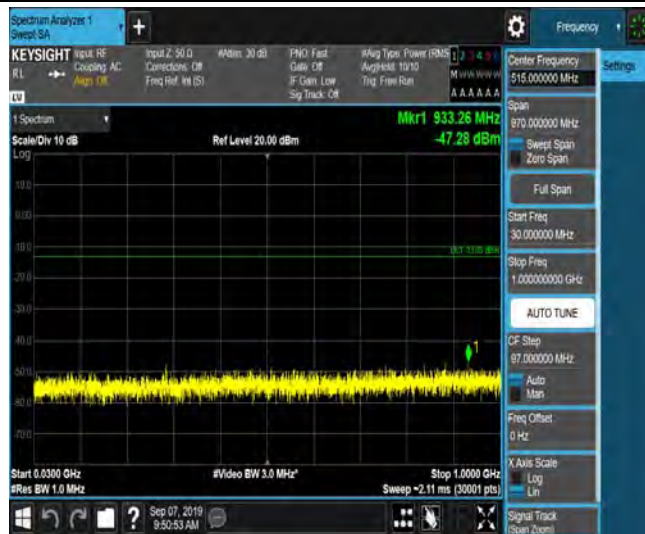 Spectrum Analyzer 1
Swept SA
+
Frequency
KEYSIGHT
RL
LV
Input: RF
Coupling: AC
Align: Off
Input Z: 50 Ω
Corrections: Off
Freq Ref: Int (S)
#Atten: 30 dB
PNO: Fast
Gate: Off
IF Gain: Low
Sig Track: Off
#Avg Type: Power (RMS
Avg|Hold: 10/10
Trig: Free Run
1 2 3 4 5 6
M W W W W W
A A A A A A
Center Frequency
515.000000 MHz
Settings
1 Spectrum
Scale/Div 10 dB
Log
Ref Level 20.00 dBm
Mkr1 933.26 MHz
-47.28 dBm
Span
970.000000 MHz
Swept Span
Zero Span
Full Span
Start Freq
30.000000 MHz
Stop Freq
1.000000000 GHz
AUTO TUNE
CF Step
97.000000 MHz
Auto
Man
Freq Offset
0 Hz
X Axis Scale
Log
Lin
Signal Track
(Span Zoom)
10.0
0.00
-10.0
DL1 -13.00 dBm
-20.0
-30.0
-40.0
1
-50.0
-60.0
-70.0
Start 0.0300 GHz
#Res BW 1.0 MHz
#Video BW 3.0 MHz*
Stop 1.0000 GHz
Sweep ~2.11 ms (30001 pts)
?
Sep 07, 2019
9:50:53 AM